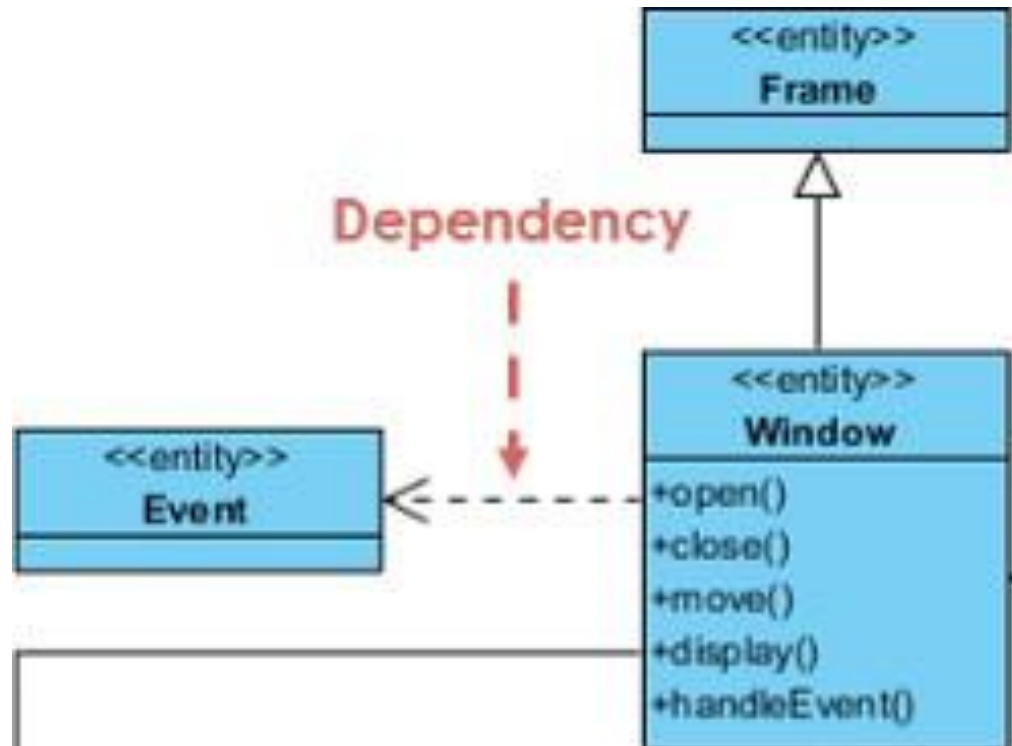 <<entity>>
Frame
Dependency
<<entity>>
Window
<<entity>>
Event
+open()
+close()
+move()
+display()
+handleEvent()